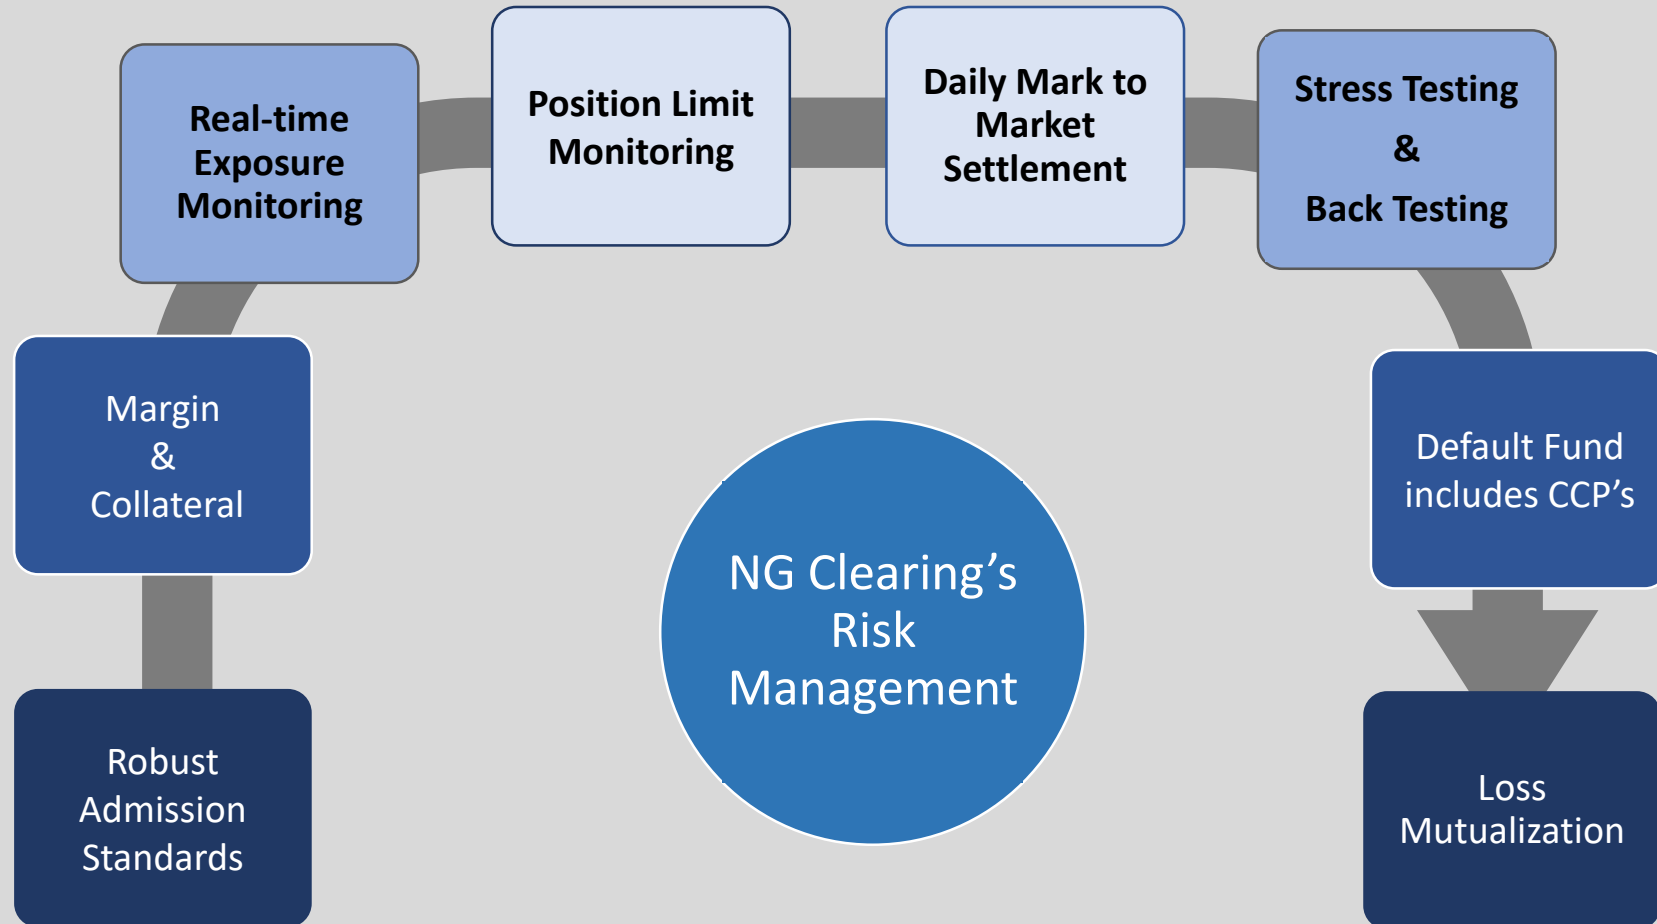 Real-time
Exposure
Monitoring
Position Limit
Monitoring
Daily Mark to
Market
Settlement
Stress Testing
&
Back Testing
Margin
&
Collateral
Default Fund
includes CCP’s
NG Clearing’s
Risk
Management
Robust
Admission
Standards
Loss
Mutualization